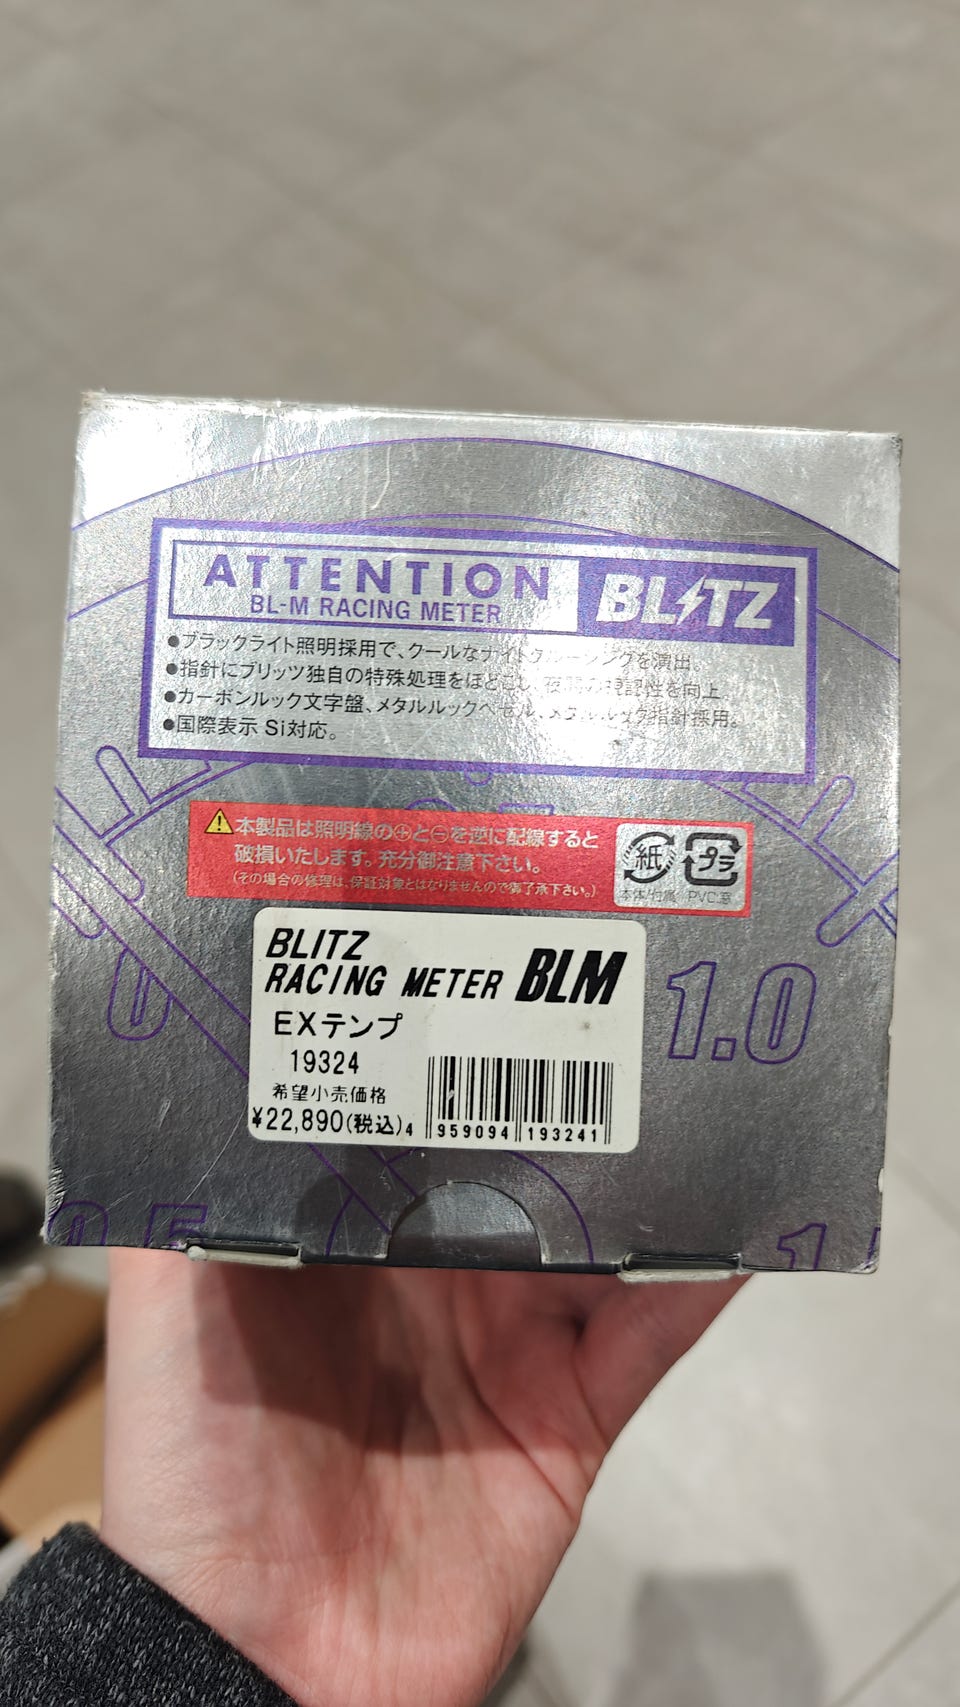 ATTENTION
BL-M RACING METER
BLITZ
●ブラックライト照明採用で、クールなナイトクルージングを演出。
●指針にブリッツ独自の特殊処理をほどこし、夜間の視認性を向上。
●カーボンルック文字盤、メタルルックベゼル、メタルルック指針採用。
●国際表示 Si対応。
本製品は照明線の⊕と⊖を逆に配線すると
破損いたします。充分御注意下さい。
(その場合の修理は、保証対象とはなりませんので御了承下さい。)
紙 プラ
本体/付属 PVC:窓
BLITZ
RACING METER BLM
EXテンプ
19324
希望小売価格
¥22,890(税込)
4 959094 193241
0
1.0
0.5